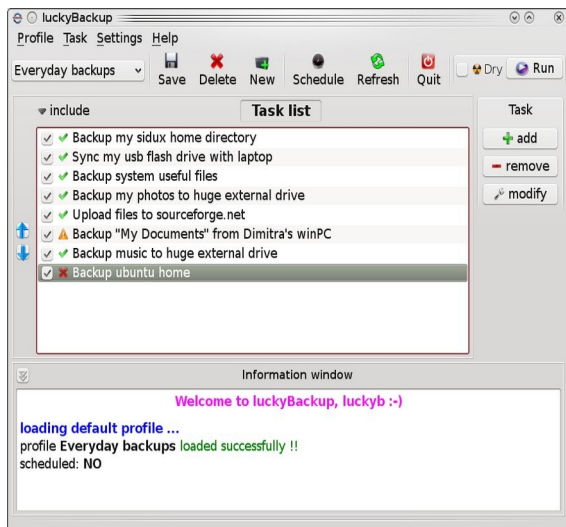 luckyBackup
Profile Task Settings Help
Everyday backups Save Delete New Schedule Refresh Quit Dry Run
include Task list Task
Backup my sidux home directory
Sync my usb flash drive with laptop
Backup system useful files
Backup my photos to huge external drive
Upload files to sourceforge.net
Backup "My Documents" from Dimitra's winPC
Backup music to huge external drive
Backup ubuntu home
add
remove
modify
Information window
Welcome to luckyBackup, luckyb :-)
loading default profile ...
profile Everyday backups loaded successfully !!
scheduled: NO